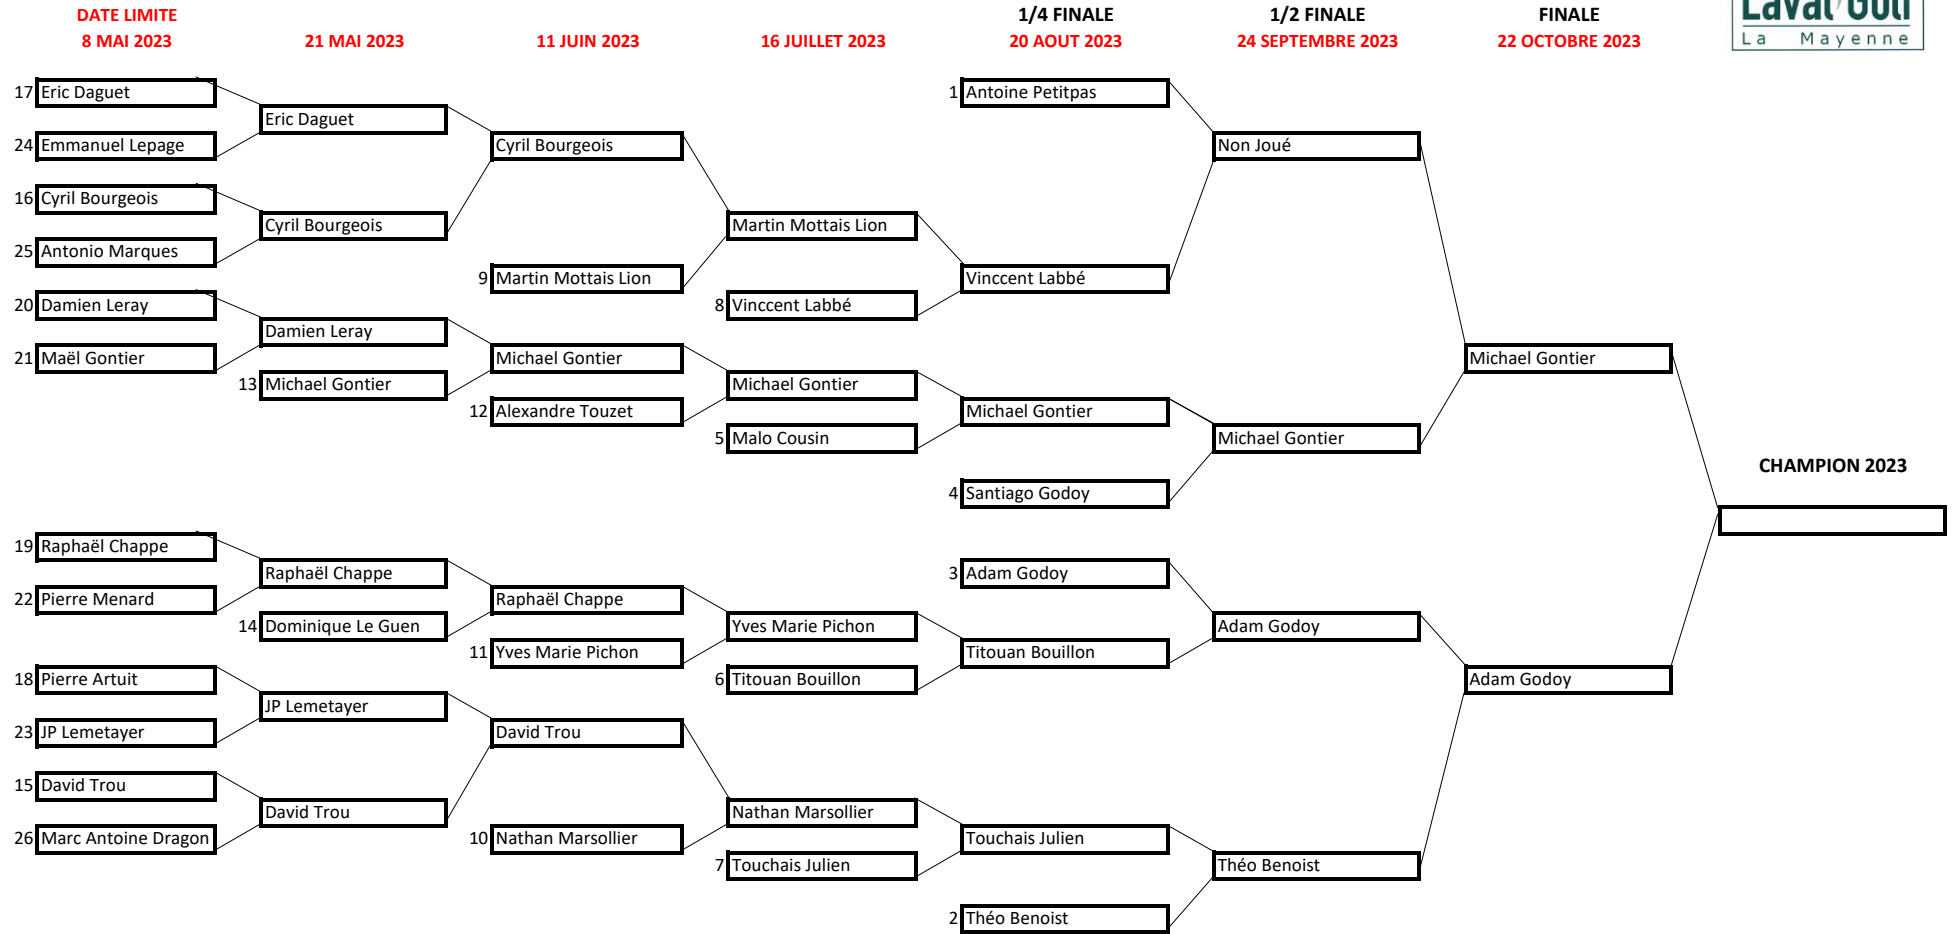 DATE LIMITE
8 MAI 2023
21 MAI 2023
11 JUIN 2023
16 JUILLET 2023
1/4 FINALE
20 AOUT 2023
1/2 FINALE
24 SEPTEMBRE 2023
FINALE
22 OCTOBRE 2023
Laval Golf
La Mayenne
17 Eric Daguet
24 Emmanuel Lepage
16 Cyril Bourgeois
25 Antonio Marques
20 Damien Leray
21 Maël Gontier
19 Raphaël Chappe
22 Pierre Menard
18 Pierre Artuit
23 JP Lemetayer
15 David Trou
26 Marc Antoine Dragon
Eric Daguet
Cyril Bourgeois
Damien Leray
13 Michael Gontier
Raphaël Chappe
14 Dominique Le Guen
JP Lemetayer
David Trou
Cyril Bourgeois
9 Martin Mottais Lion
Michael Gontier
12 Alexandre Touzet
Raphaël Chappe
11 Yves Marie Pichon
David Trou
10 Nathan Marsollier
Martin Mottais Lion
8 Vinccent Labbé
Michael Gontier
5 Malo Cousin
Yves Marie Pichon
6 Titouan Bouillon
Nathan Marsollier
7 Touchais Julien
1 Antoine Petitpas
Vinccent Labbé
Michael Gontier
4 Santiago Godoy
3 Adam Godoy
Titouan Bouillon
Touchais Julien
2 Théo Benoist
Non Joué
Michael Gontier
Adam Godoy
Théo Benoist
Michael Gontier
Adam Godoy
CHAMPION 2023